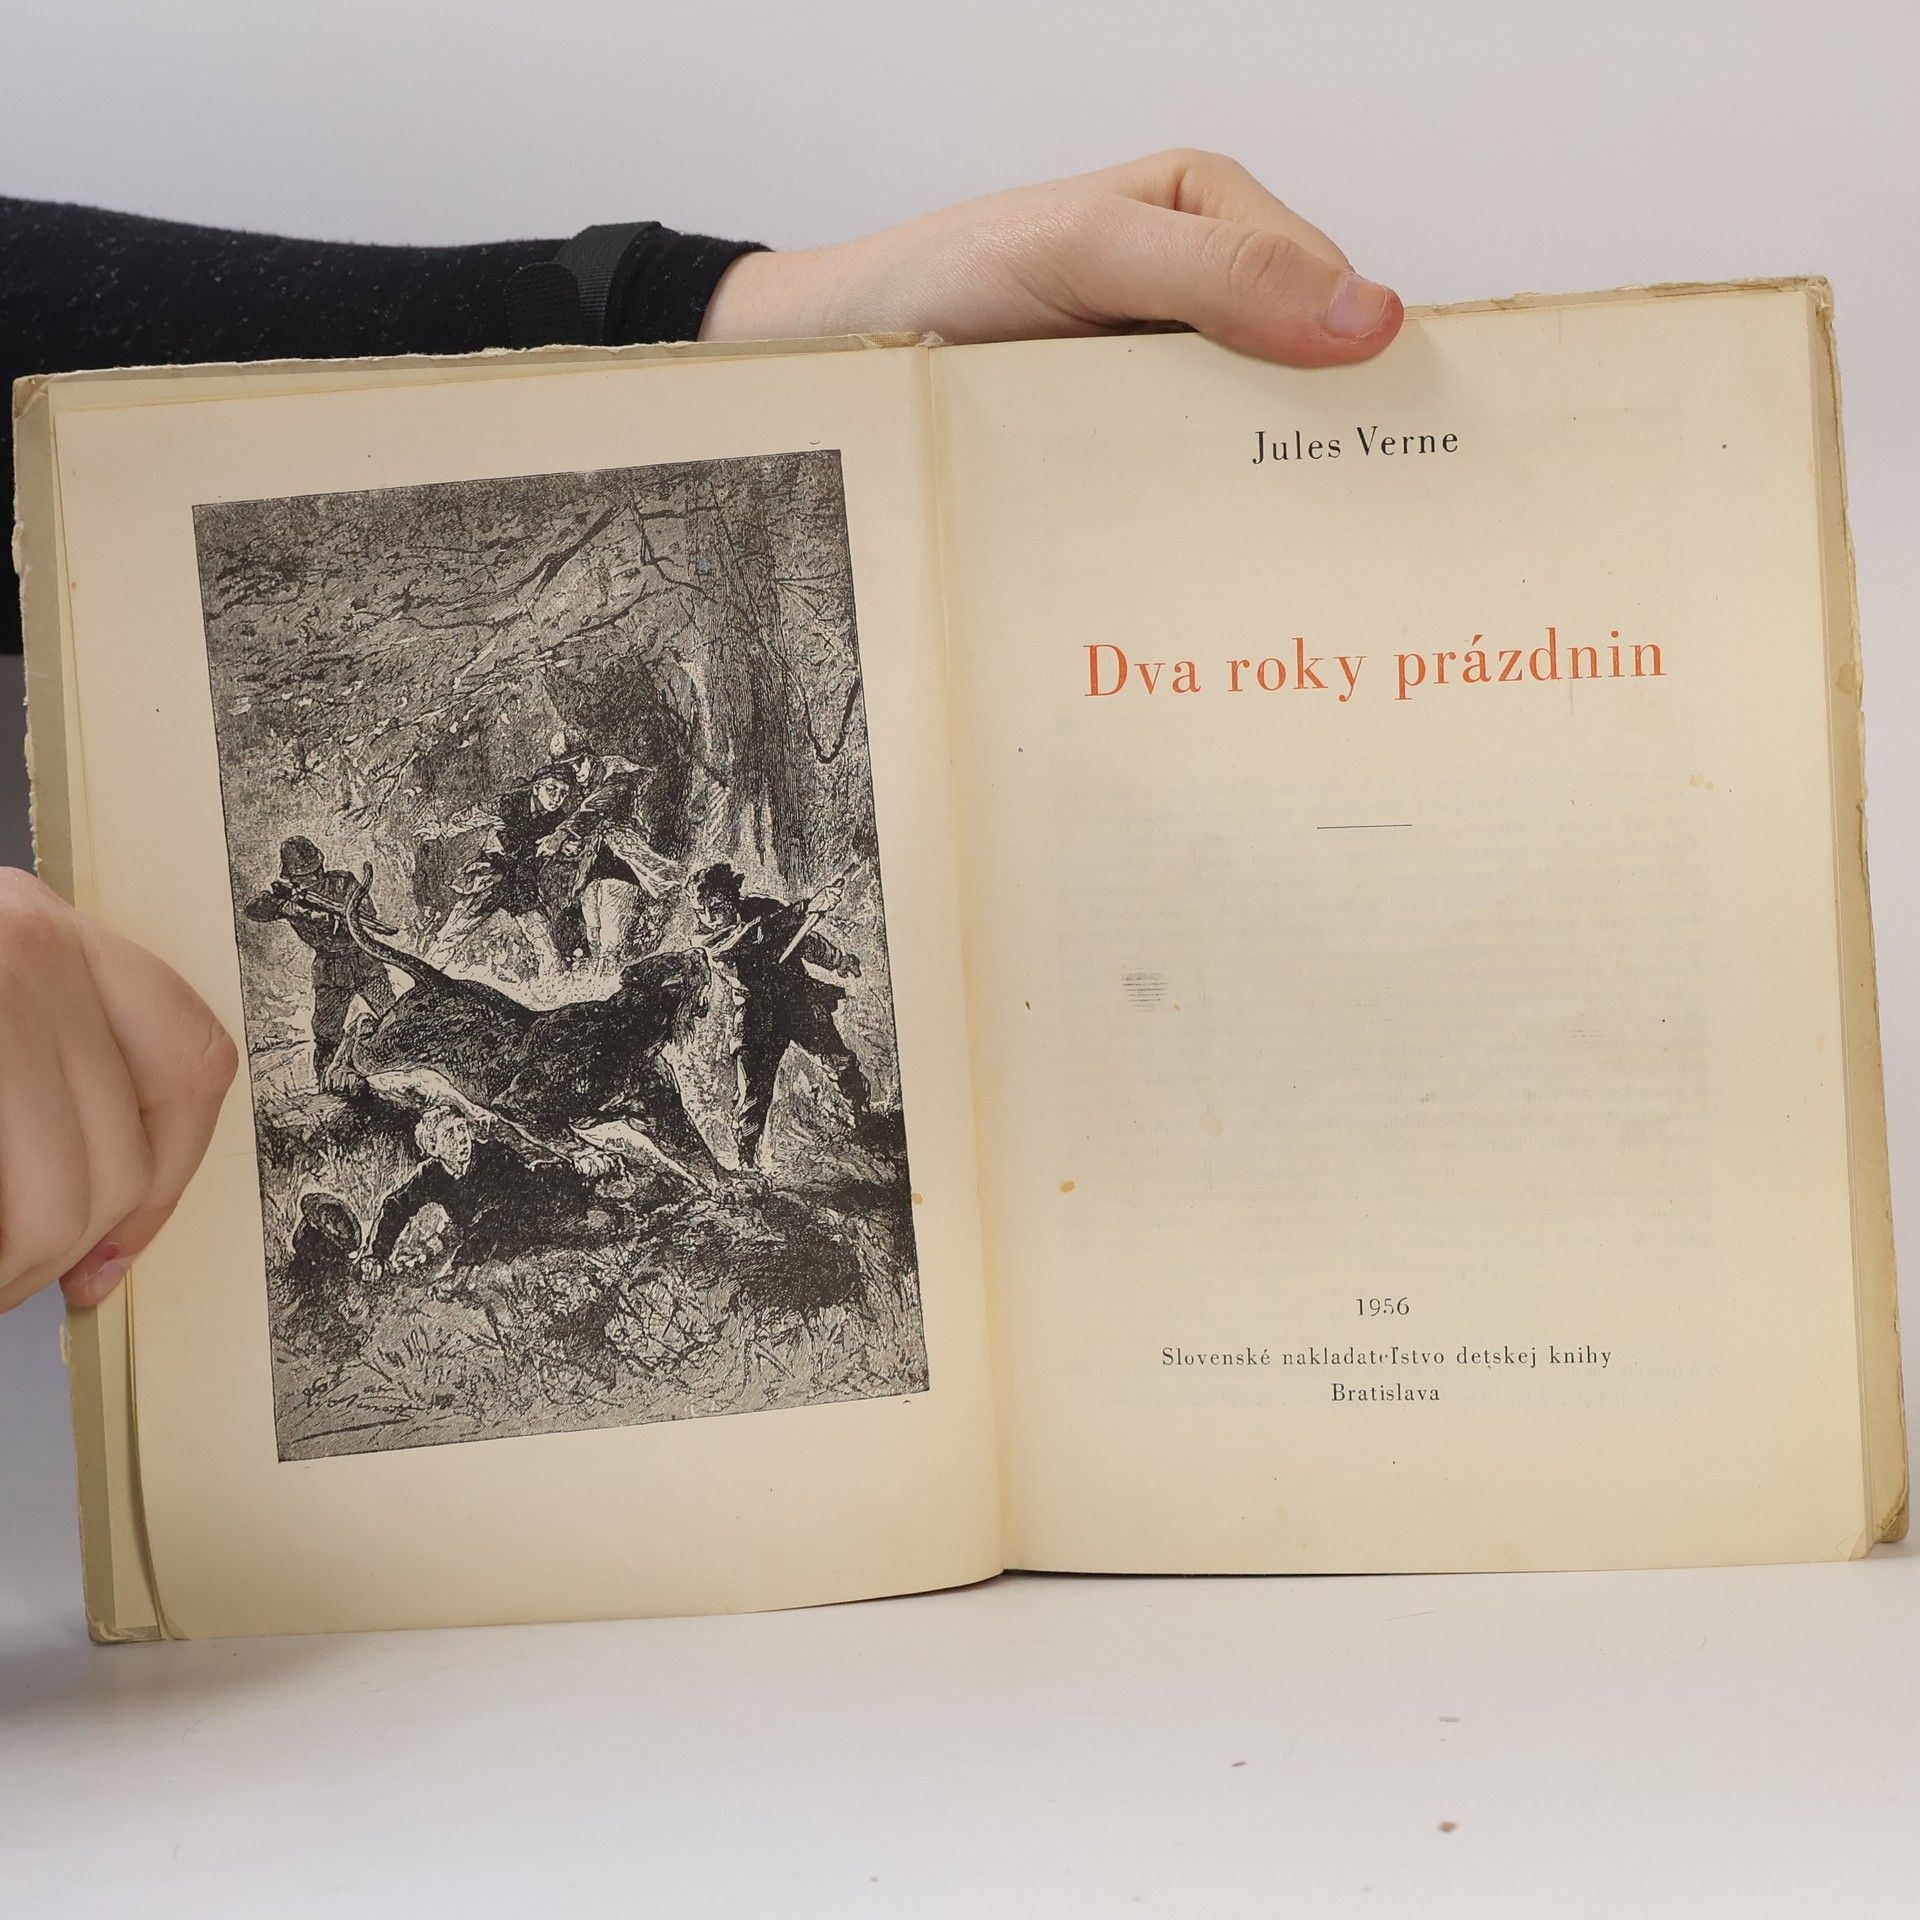 Jules Verne
Dva roky prázdnin
1956
Slovenské nakladateľstvo detskej knihy
Bratislava